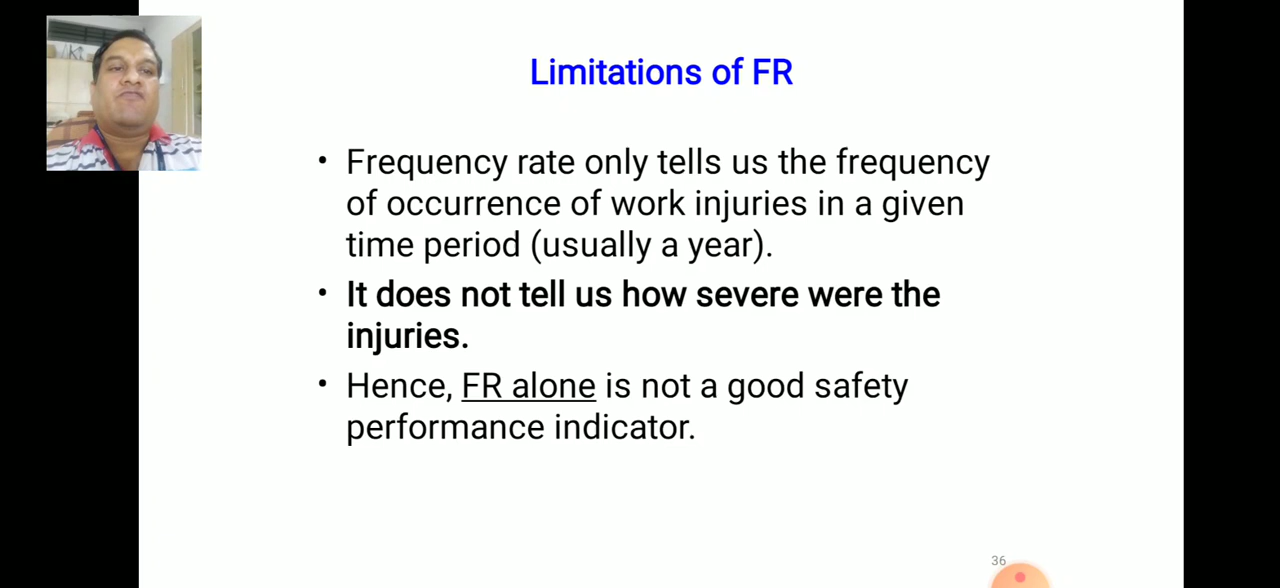 Limitations of FR
• Frequency rate only tells us the frequency
of occurrence of work injuries in a given
time period (usually a year).
• It does not tell us how severe were the
injuries.
• Hence, FR alone is not a good safety
performance indicator.
36